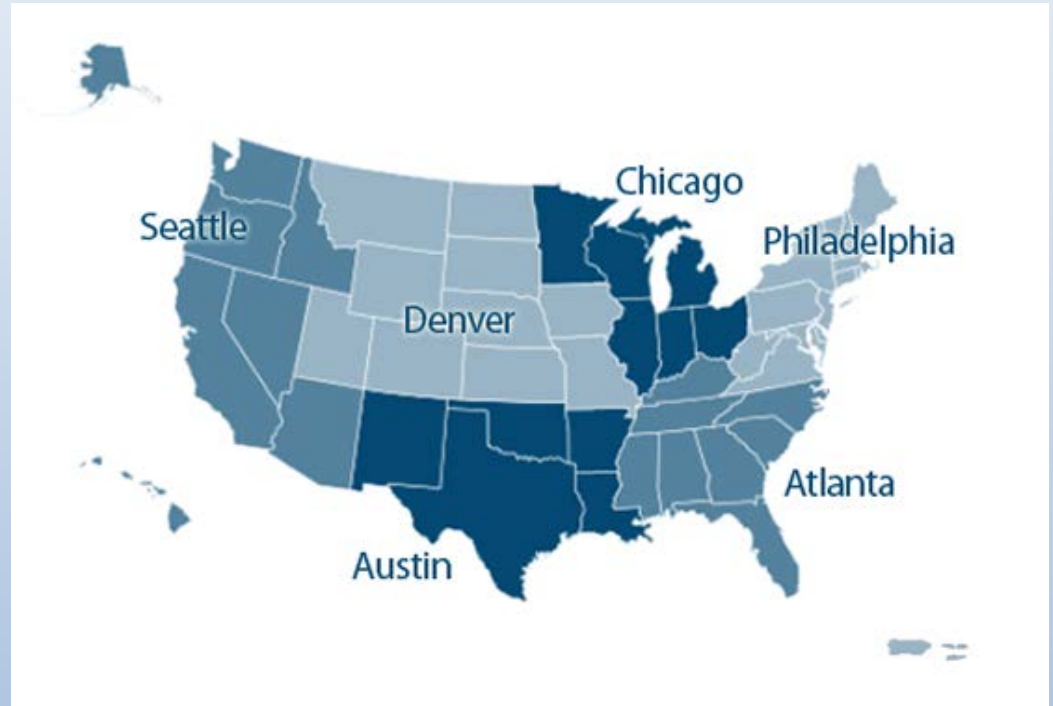 Chicago
Seattle
Philadelphia
Denver
Atlanta
Austin